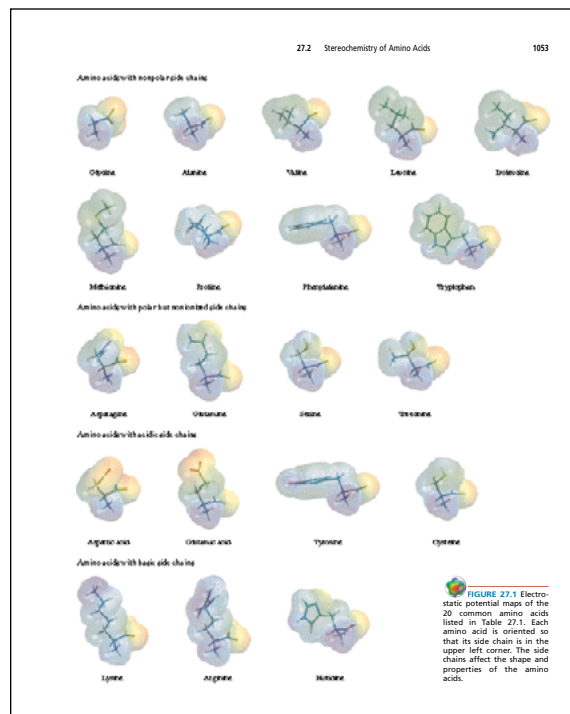 27.2 Stereochemistry of Amino Acids 1053
Amino acids with nonpolar side chains
Glycine Alanine Valine Leucine Isoleucine
Methionine Proline Phenylalanine Tryptophan
Amino acids with polar but nonionized side chains
Asparagine Glutamine Serine Threonine
Amino acids with acidic side chains
Aspartic acid Glutamic acid Tyrosine Cysteine
Amino acids with basic side chains
Lysine Arginine Histidine
FIGURE 27.1 Electro-
static potential maps of the
20 common amino acids
listed in Table 27.1. Each
amino acid is oriented so
that its side chain is in the
upper left corner. The side
chains affect the shape and
properties of the amino
acids.